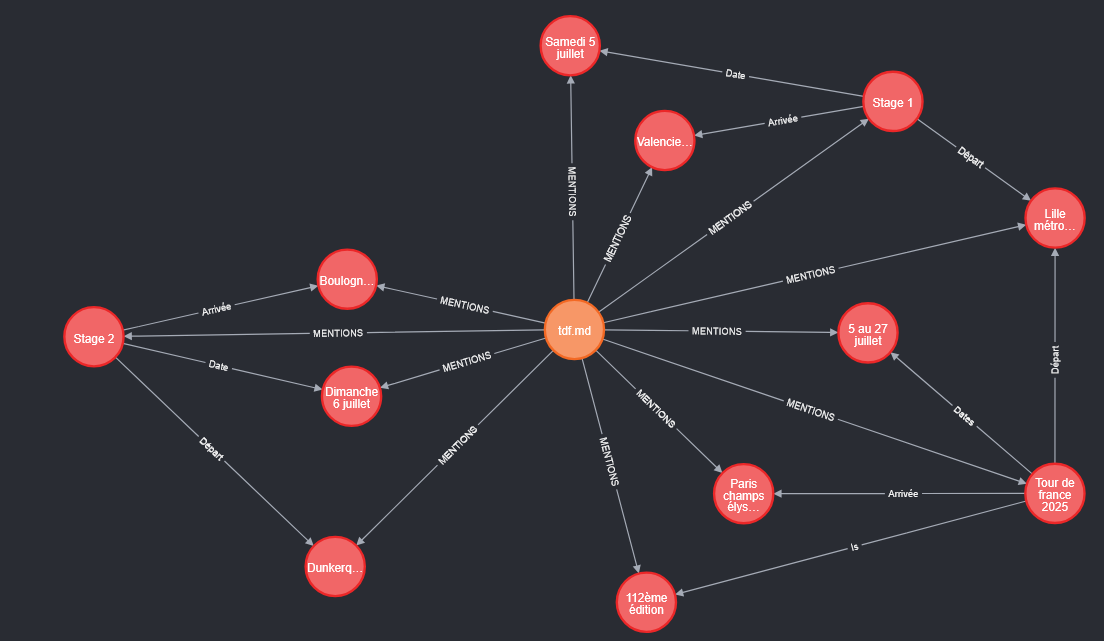 Samedi 5
juillet
Date
Stage 1
Arrivée
Valencie…
Départ
MENTIONS
MENTIONS
MENTIONS
Lille
métro…
MENTIONS
Boulogn…
MENTIONS
Arrivée
Stage 2
MENTIONS
tdf.md
MENTIONS
5 au 27
juillet
Départ
Date
MENTIONS
Dimanche
6 juillet
MENTIONS
MENTIONS
Dates
Départ
MENTIONS
MENTIONS
Paris
champs
élys…
Arrivée
Tour de
france
2025
Is
Dunkerq…
112ème
édition